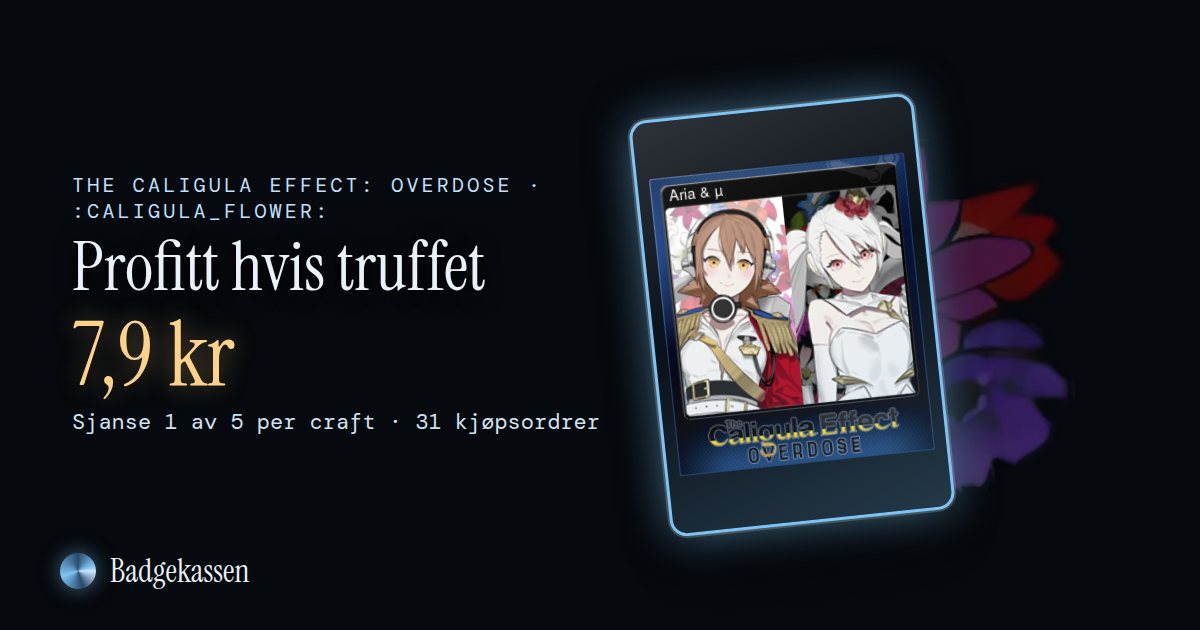 THE CALIGULA EFFECT: OVERDOSE ·
:CALIGULA_FLOWER:
Profitt hvis truffet
7,9 kr
Sjanse 1 av 5 per craft · 31 kjøpsordrer
Badgekassen
Aria & μ
The
Caligula Effect
OVERDOSE